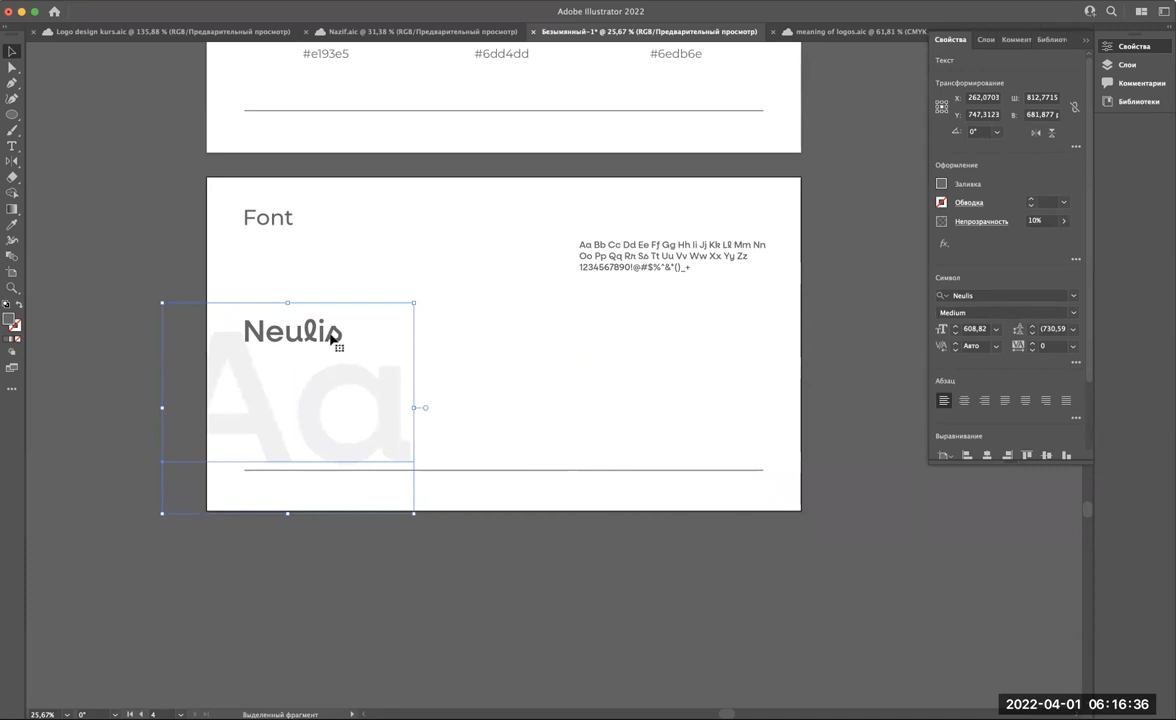 Adobe Illustrator 2022
Logo design kurs.aic @ 135,88 % (RGB/Предварительный просмотр)
Nazif.aic @ 31,38 % (RGB/Предварительный просмотр)
Безымянный-1* @ 25,67 % (RGB/Предварительный просмотр)
meaning of logos.aic @ 61,81 % (CMYK
Свойства
Слои
Коммент
Библиот
Свойства
Слои
Комментарии
Библиотеки
Текст
Трансформирование
X: 262,0703
Ш: 812,7715
Y: 747,3123
В: 681,877 p
0°
Оформление
Заливка
Обводка
Непрозрачность
10%
fx
Символ
Neulis
Medium
608,82
(730,59
Авто
0
Абзац
Выравнивание
#e193e5
#6dd4dd
#6edb6e
Font
Aa Bb Cc Dd Ee Ff Gg Hh Ii Jj Kk Ll Mm Nn
Oo Pp Qq Rr Ss Tt Uu Vv Ww Xx Yy Zz
1234567890!@#$%^&*()_+
Neulis
Aa
25,67%
0°
4
Выделенный фрагмент
2022-04-01 06:16:36